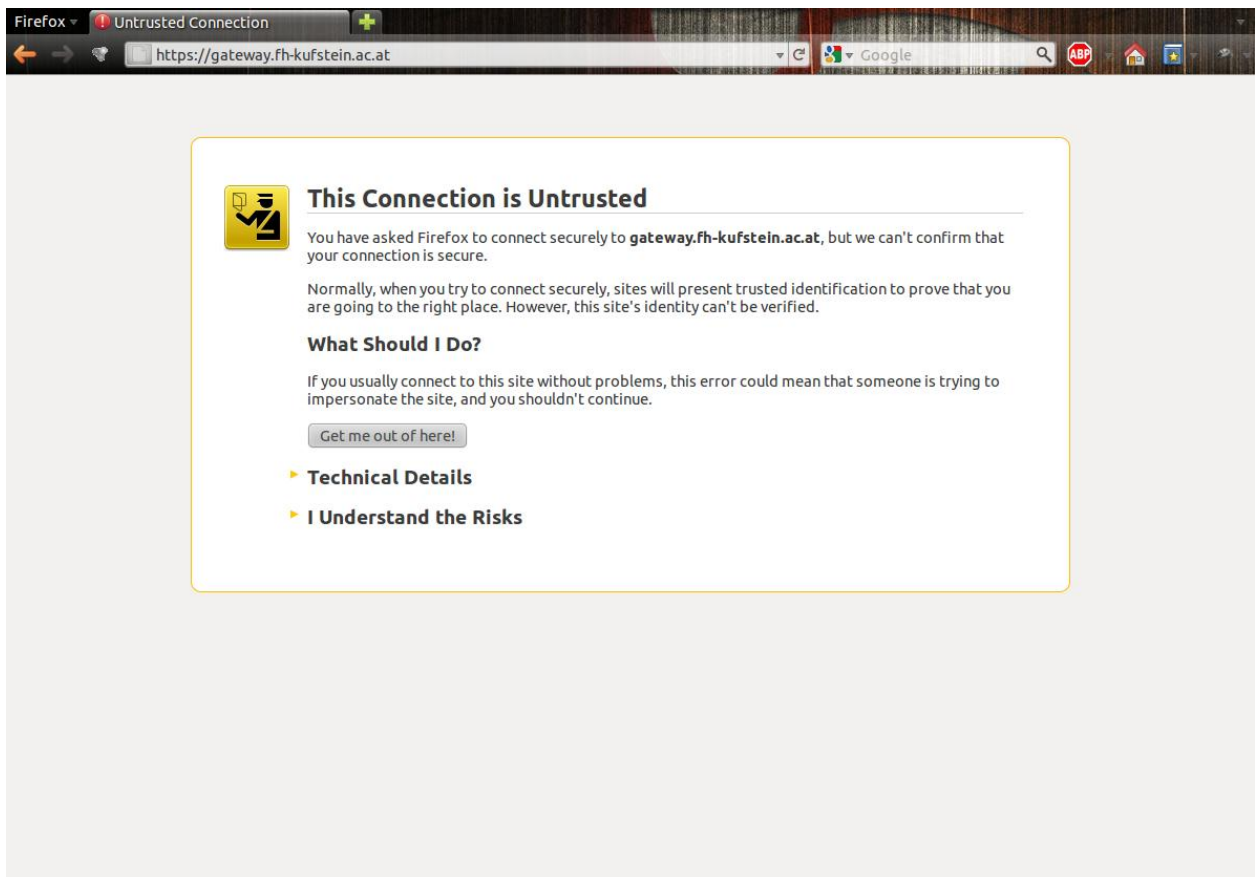 Firefox
Untrusted Connection
https://gateway.fh-kufstein.ac.at
Google
ABP
This Connection is Untrusted
You have asked Firefox to connect securely to gateway.fh-kufstein.ac.at, but we can't confirm that
your connection is secure.
Normally, when you try to connect securely, sites will present trusted identification to prove that you
are going to the right place. However, this site's identity can't be verified.
What Should I Do?
If you usually connect to this site without problems, this error could mean that someone is trying to
impersonate the site, and you shouldn't continue.
Get me out of here!
Technical Details
I Understand the Risks